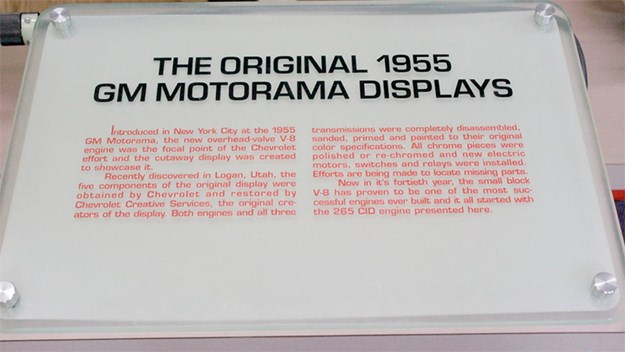 THE ORIGINAL 1955
GM MOTORAMA DISPLAYS
Introduced in New York City at the 1955
GM Motorama, the new overhead-valve V-8
engine was the focal point of the Chevrolet
effort and the cutaway display was created
to showcase it.
Recently discovered in Logan, Utah, the
five components of the original display were
obtained by Chevrolet and restored by
Chevrolet Creative Services, the original cre-
ators of the display. Both engines and all three
transmissions were completely disassembled,
sanded, primed and painted to their original
color specifications. All chrome pieces were
polished or re-chromed and new electric
motors, switches and relays were installed.
Efforts are being made to locate missing parts.
Now in it's fortieth year, the small block
V-8 has proven to be one of the most suc-
cessful engines ever built and it all started with
the 265 CID engine presented here.